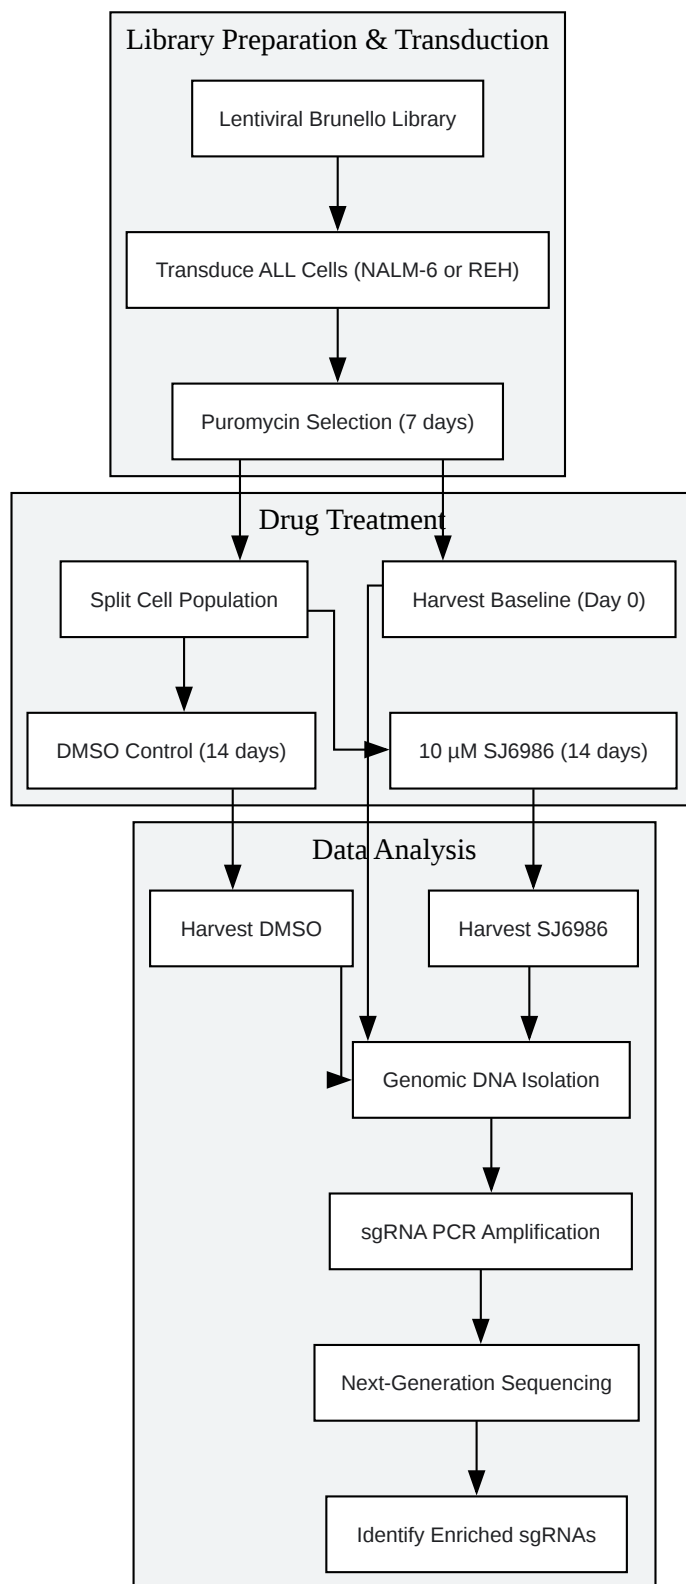 Library Preparation & Transduction
Lentiviral Brunello Library
Transduce ALL Cells (NALM-6 or REH)
Puromycin Selection (7 days)
Drug Treatment
Split Cell Population
Harvest Baseline (Day 0)
DMSO Control (14 days)
10 µM SJ6986 (14 days)
Data Analysis
Harvest DMSO
Harvest SJ6986
Genomic DNA Isolation
sgRNA PCR Amplification
Next-Generation Sequencing
Identify Enriched sgRNAs